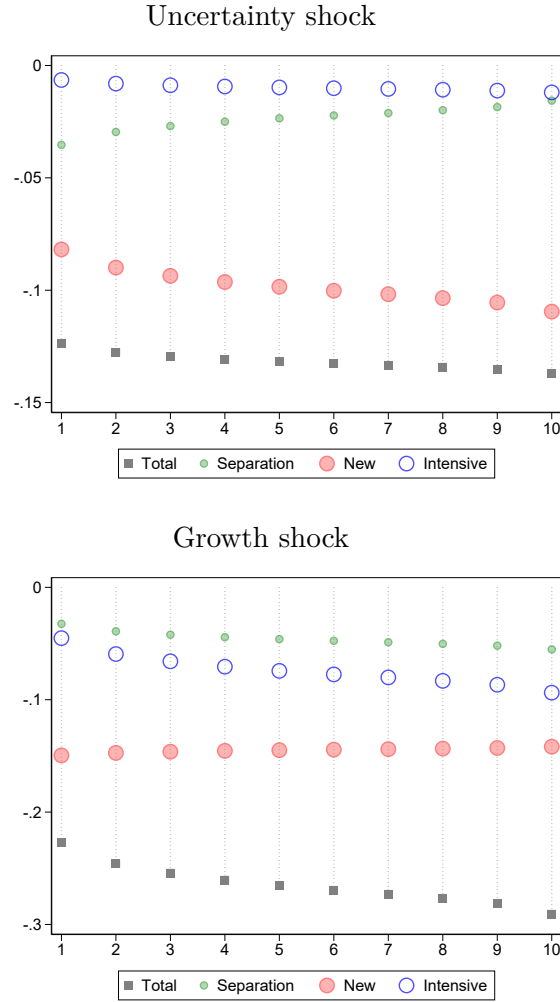 Uncertainty shock
0
-.05
-.1
-.15
1 2 3 4 5 6 7 8 9 10
Total Separation New Intensive
Growth shock
0
-.1
-.2
-.3
1 2 3 4 5 6 7 8 9 10
Total Separation New Intensive